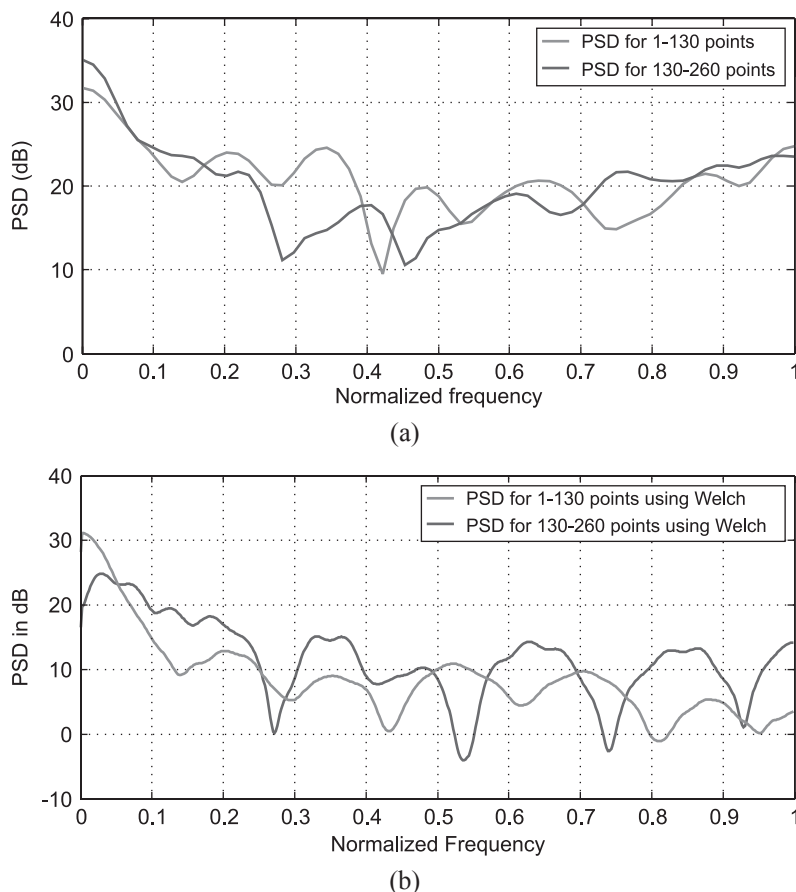 40
30
20
10
0
PSD (dB)
PSD for 1-130 points
PSD for 130-260 points
0 0.1 0.2 0.3 0.4 0.5 0.6 0.7 0.8 0.9 1
Normalized frequency
(a)
40
30
20
10
0
-10
PSD in dB
PSD for 1-130 points using Welch
PSD for 130-260 points using Welch
0 0.1 0.2 0.3 0.4 0.5 0.6 0.7 0.8 0.9 1
Normalized Frequency
(b)